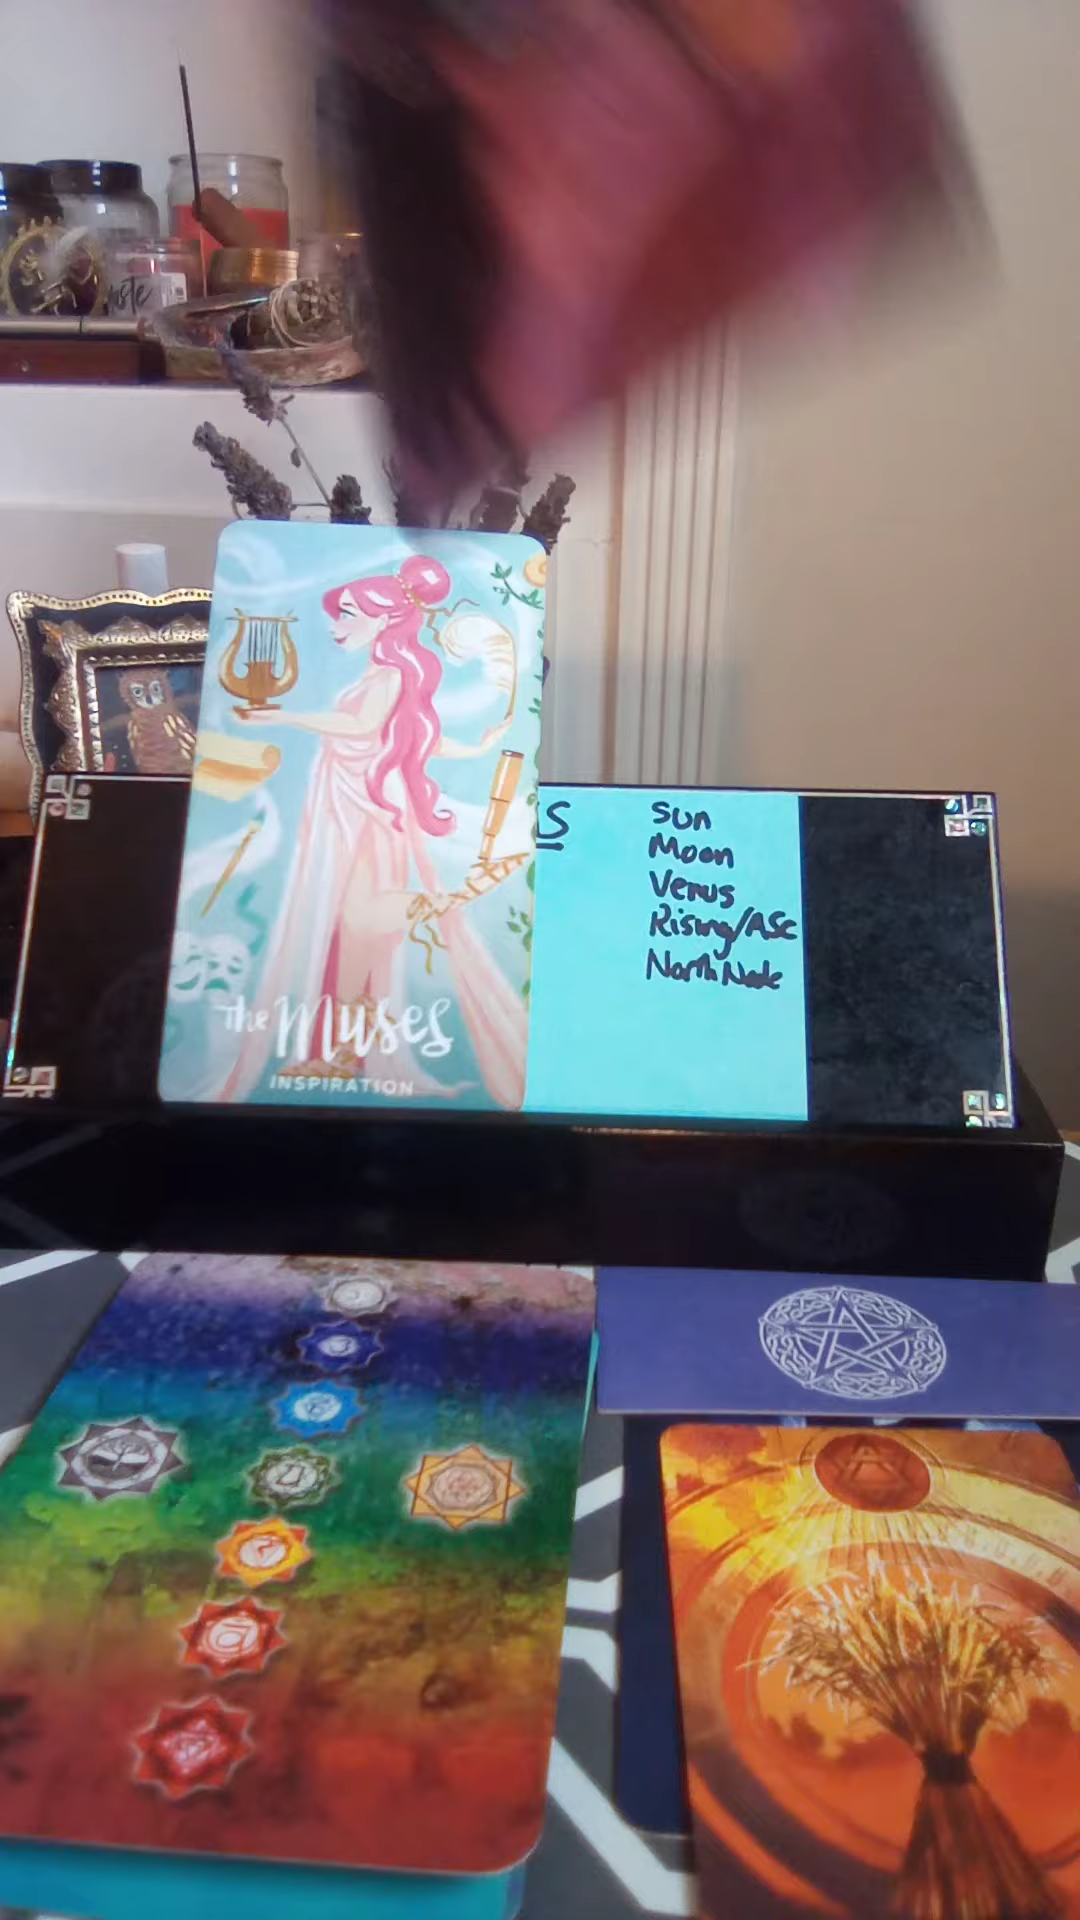 S
Sun
Moon
Venus
Rising/ASC
North Node
The Muses
INSPIRATION